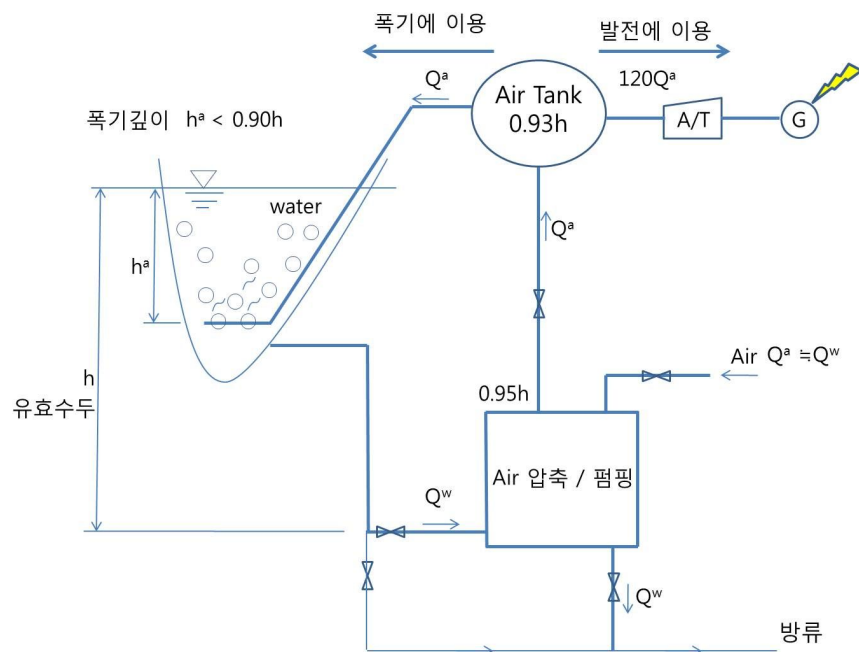 폭기에 이용
발전에 이용
Qᵃ
Air Tank
0.93h
120Qᵃ
A/T
G
폭기깊이 hᵃ < 0.90h
water
hᵃ
Qᵃ
h
유효수두
Air Qᵃ ≒Qʷ
0.95h
Air 압축 / 펌핑
Qʷ
Qʷ
방류